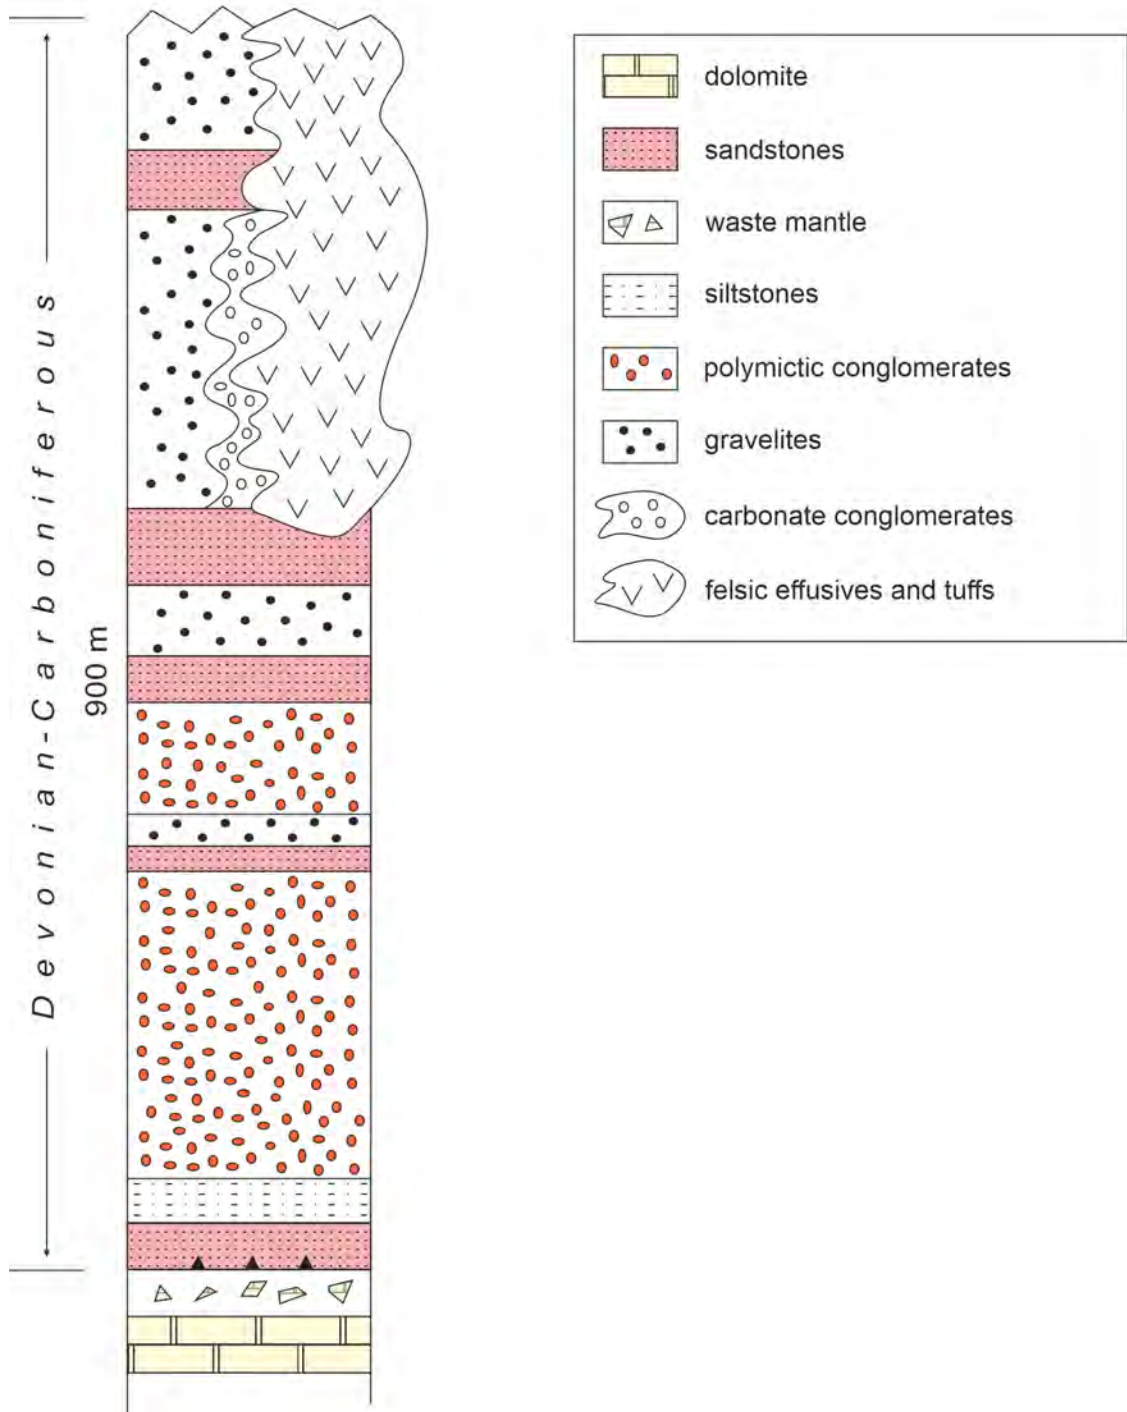 Devonian-Carboniferous
900 m
dolomite
sandstones
waste mantle
siltstones
polymictic conglomerates
gravelites
carbonate conglomerates
felsic effusives and tuffs